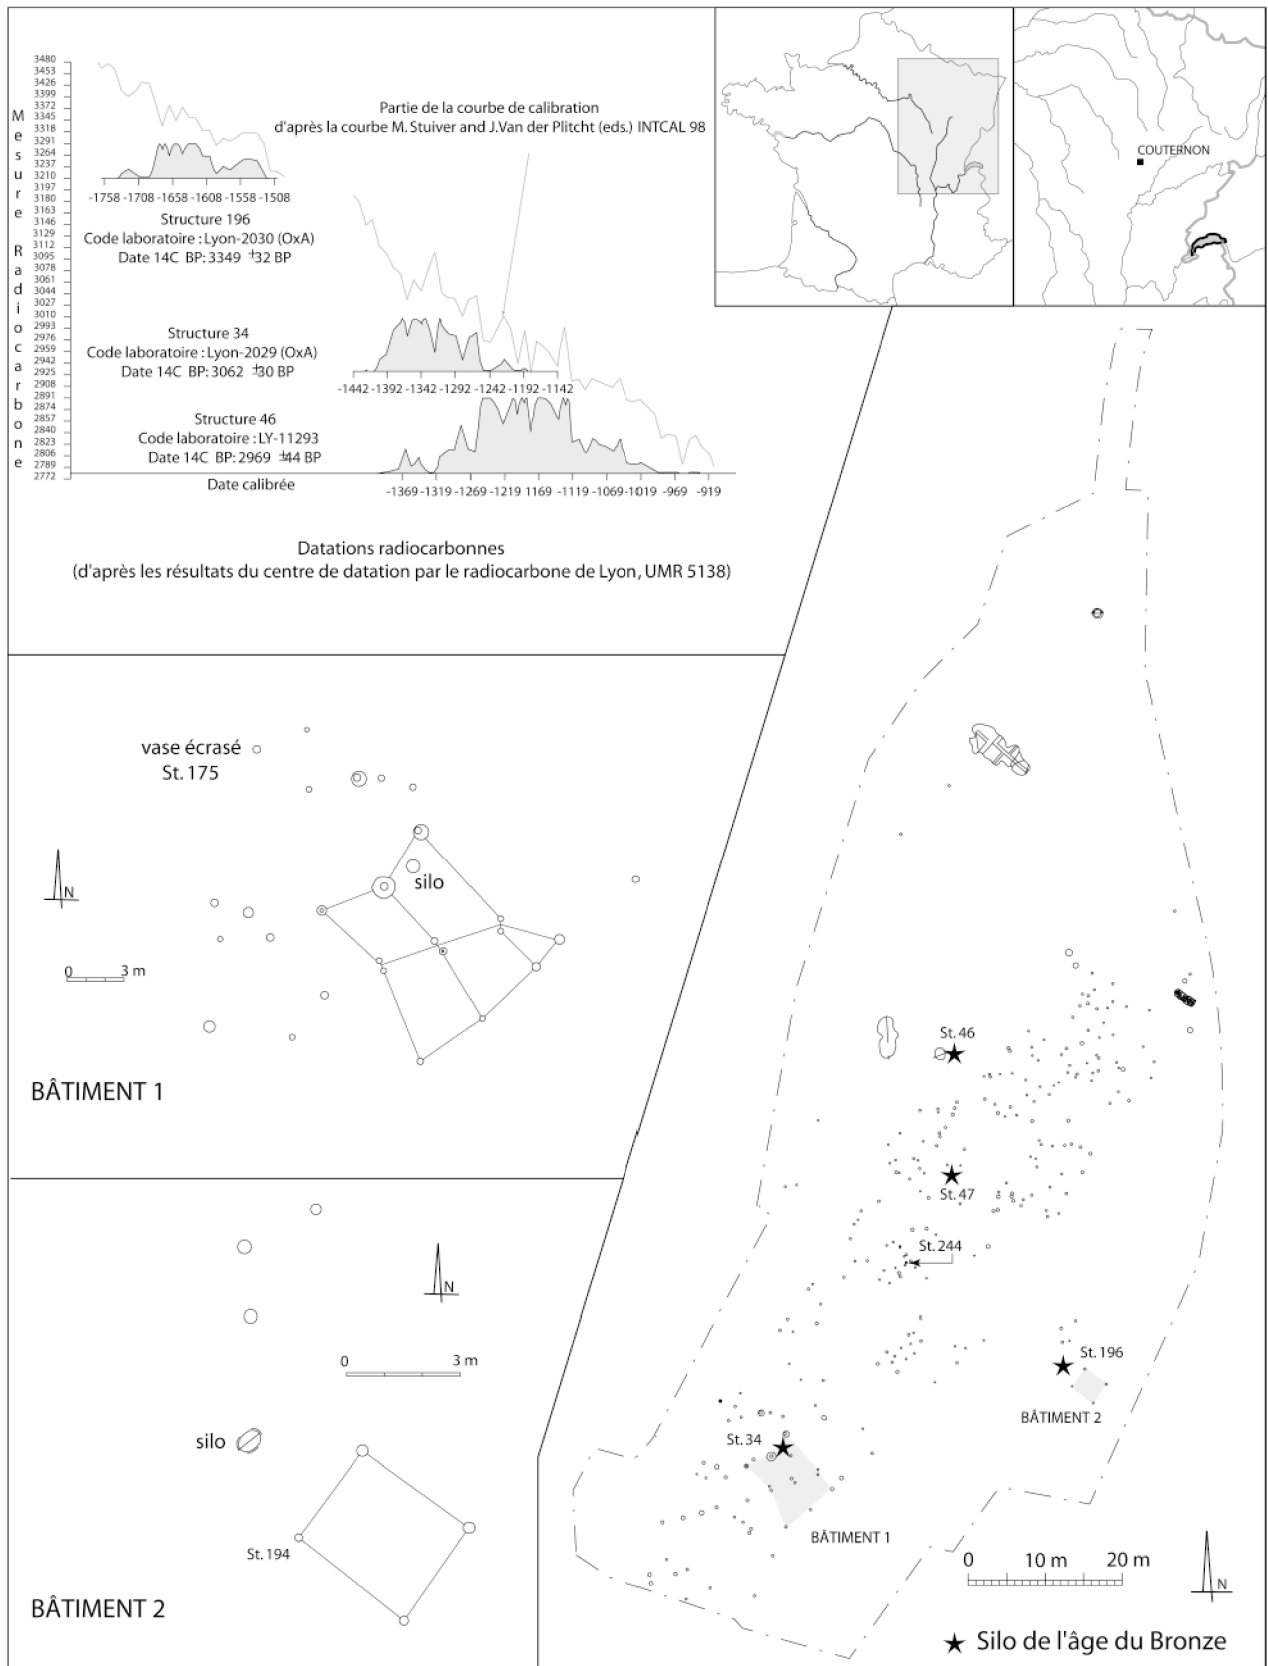 Mesure Radiocarbone
3480
3453
3426
3399
3372
3345
3318
3291
3264
3237
3210
3197
3180
3163
3146
3129
3112
3095
3078
3061
3044
3027
3010
2993
2976
2959
2942
2925
2908
2891
2874
2857
2840
2823
2806
2789
2772
Partie de la courbe de calibration
d'après la courbe M. Stuiver and J.Van der Plitcht (eds.) INTCAL 98
-1758 -1708 -1658 -1608 -1558 -1508
Structure 196
Code laboratoire : Lyon-2030 (OxA)
Date 14C BP: 3349 ±32 BP
Structure 34
Code laboratoire : Lyon-2029 (OxA)
Date 14C BP: 3062 ±30 BP
-1442 -1392 -1342 -1292 -1242 -1192 -1142
Structure 46
Code laboratoire : LY-11293
Date 14C BP: 2969 ±44 BP
Date calibrée
-1369 -1319 -1269 -1219 1169 -1119 -1069 -1019 -969 -919
Datations radiocarbonnes
(d'après les résultats du centre de datation par le radiocarbone de Lyon, UMR 5138)
COUTERNON
vase écrasé
St. 175
silo
N
0 3 m
BÂTIMENT 1
N
0 3 m
silo
St. 194
BÂTIMENT 2
St. 46
St. 47
St. 244
St. 196
BÂTIMENT 2
St. 34
BÂTIMENT 1
0 10 m 20 m
N
★ Silo de l'âge du Bronze